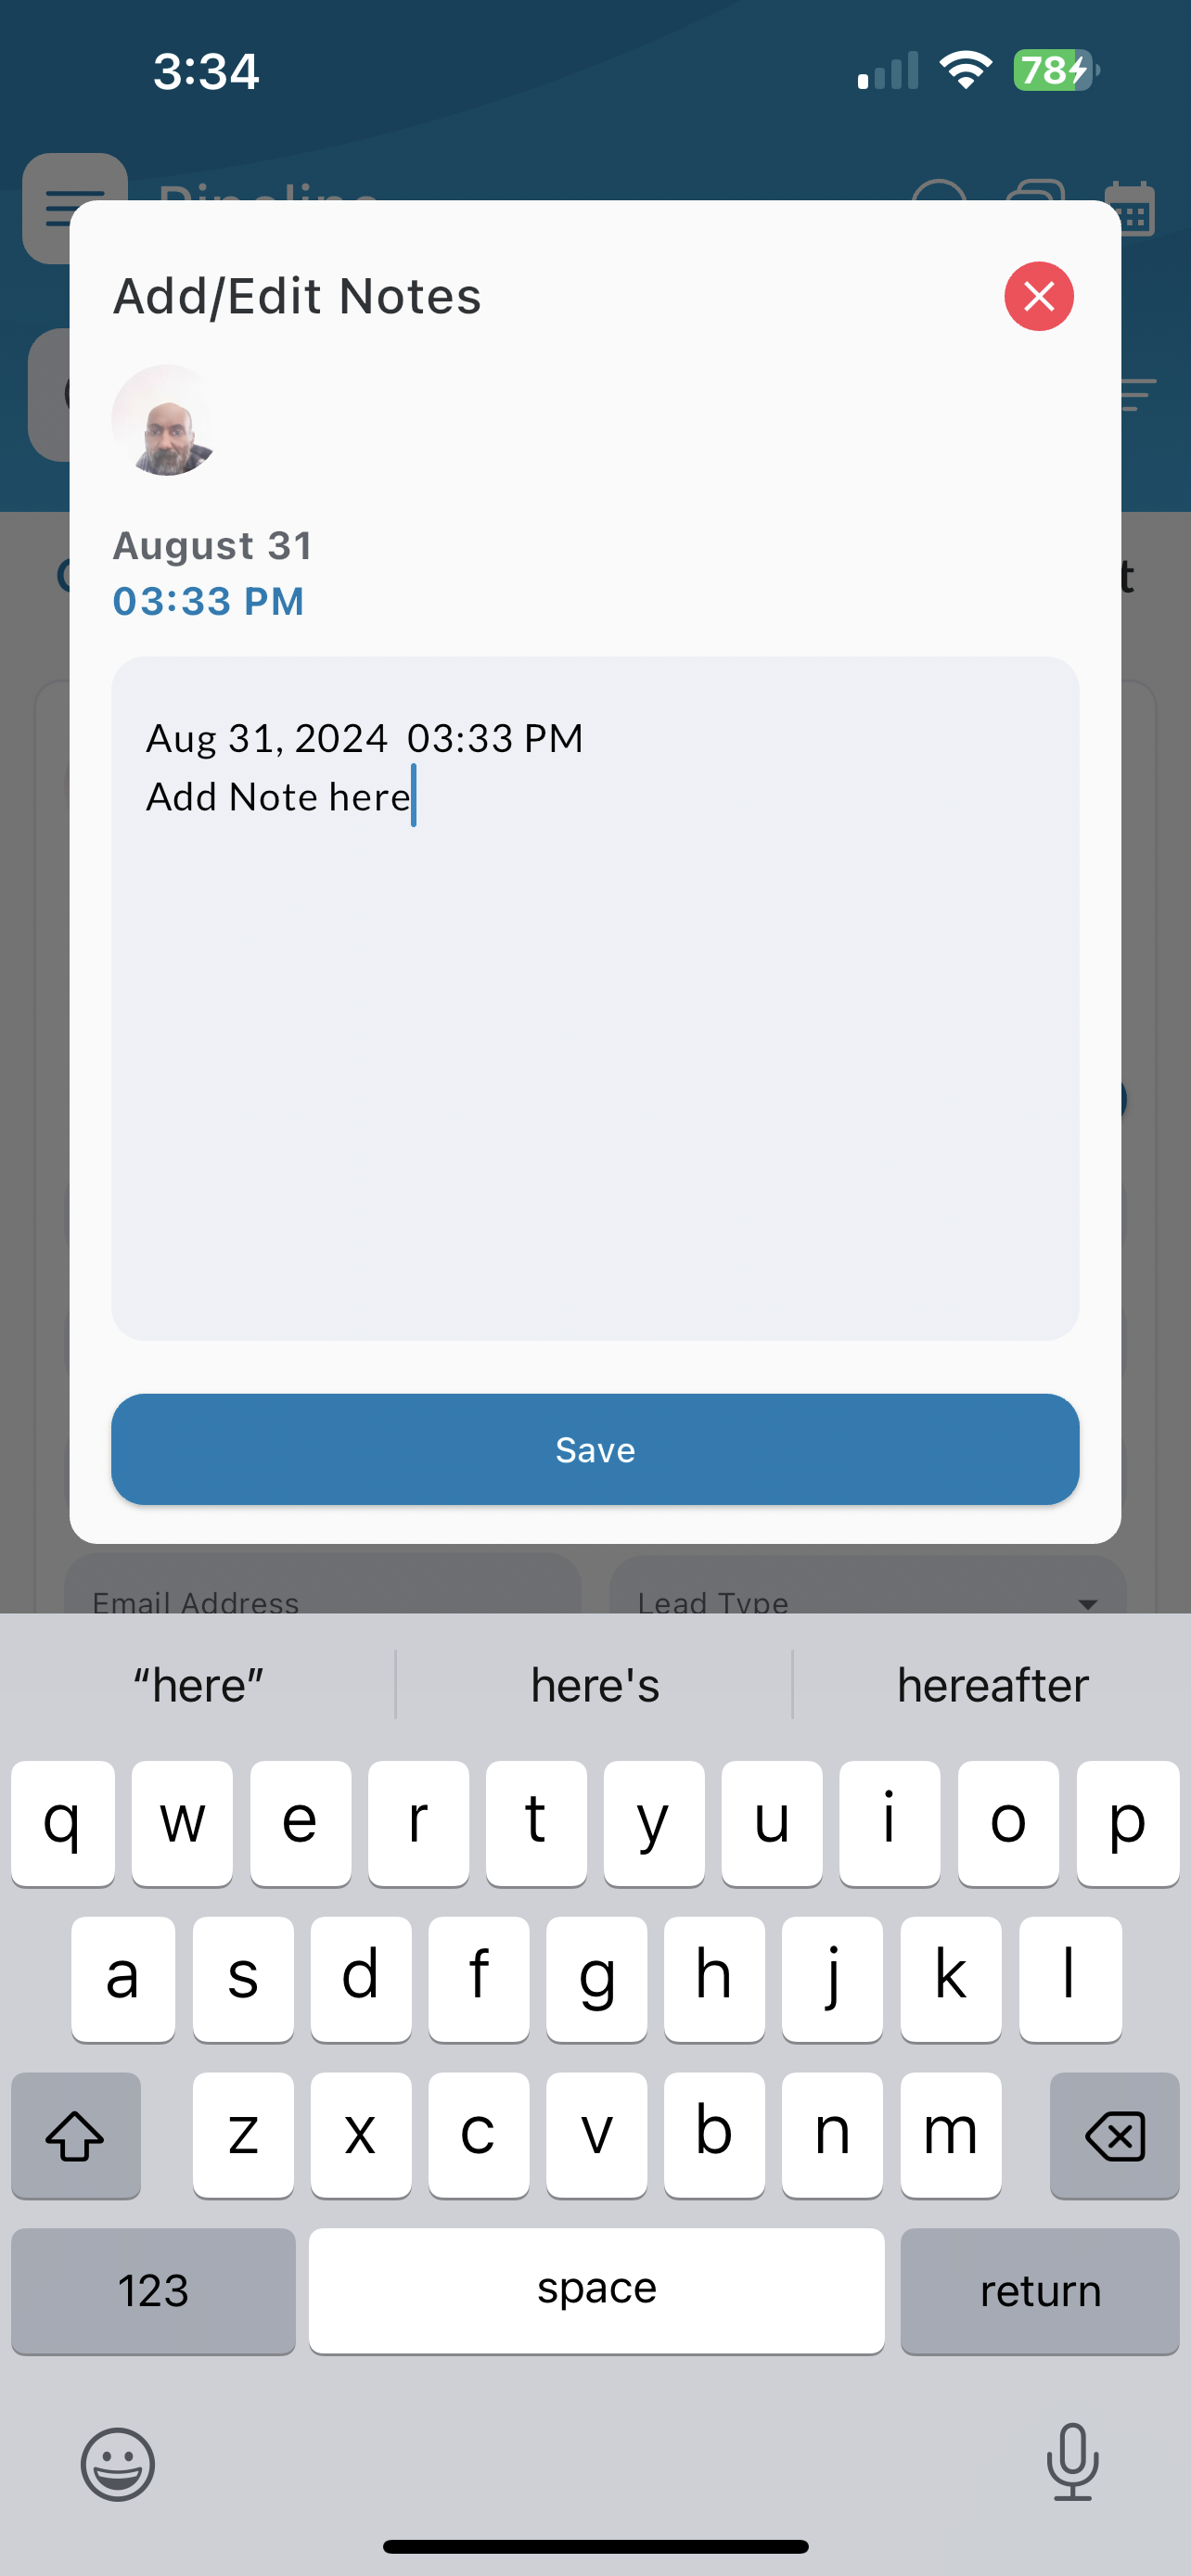 3:34
78
Pipeline
Add/Edit Notes
August 31
03:33 PM
t
Aug 31, 2024  03:33 PM
Add Note here
Save
Email Address
Lead Type
“here”
here's
hereafter
q w e r t y u i o p
a s d f g h j k l
z x c v b n m
123
space
return